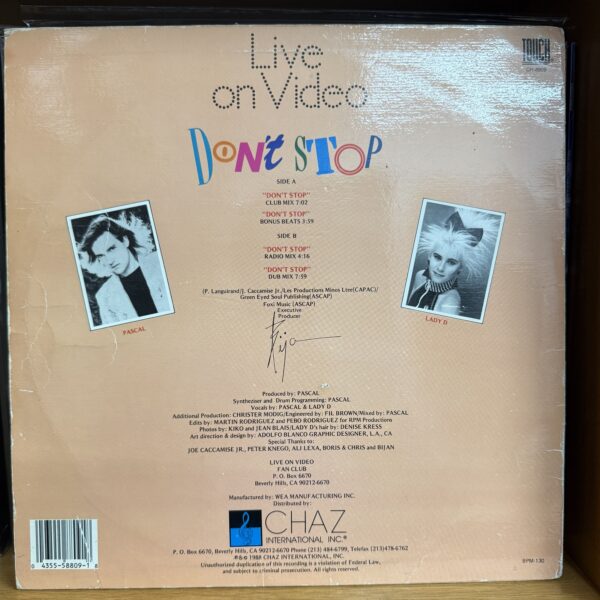 Live
on Video
TOUCH
DON'T STOP
SIDE A
"DON'T STOP"
CLUB MIX 7:02
"DON'T STOP"
BONUS BEATS 3:59
SIDE B
"DON'T STOP"
RADIO MIX 4:16
"DON'T STOP"
DUB MIX 7:59
PASCAL
LADY D
(P. Languirand/J. Caccamise Jr./Les Productions Minos Ltee(CAPAC)/
Green Eyed Soul Publishing(ASCAP)
Foxi Music (ASCAP)
Executive
Producer
Bijan
Produced by: PASCAL
Syntheziser and Drum Programming: PASCAL
Vocals by: PASCAL & LADY D
Additional Production: CHRISTER MODIG/Engineered by: FIL BROWN/Mixed by: PASCAL
Edits by: MARTIN RODRIGUEZ and PEBO RODRIGUEZ for RPM Productions
Photos by: KIKO and JEAN BLAIS/LADY D's hair by: DENISE KRESS
Art direction & design by: ADOLFO BLANCO GRAPHIC DESIGNER, L.A., CA
Special Thanks to:
JOE CACCAMISE JR., PETER KNEGO, ALI LEXA, BORIS & CHRIS and BIJAN
LIVE ON VIDEO
FAN CLUB
P. O. Box 6670
Beverly Hills, CA 90212-6670
Manufactured by: WEA MANUFACTURING INC.
Distributed by:
CHAZ
INTERNATIONAL INC.®
P. O. Box 6670, Beverly Hills, CA 90212-6670 Phone (213) 484-6799, Telefax (213)478-6762
℗&© 1988 CHAZ INTERNATIONAL, INC.
Unauthorized duplication of this recording is a violation of Federal Law,
and subject to criminal prosecution. All rights reserved.
0 4355-58809-1 8
BPM-130